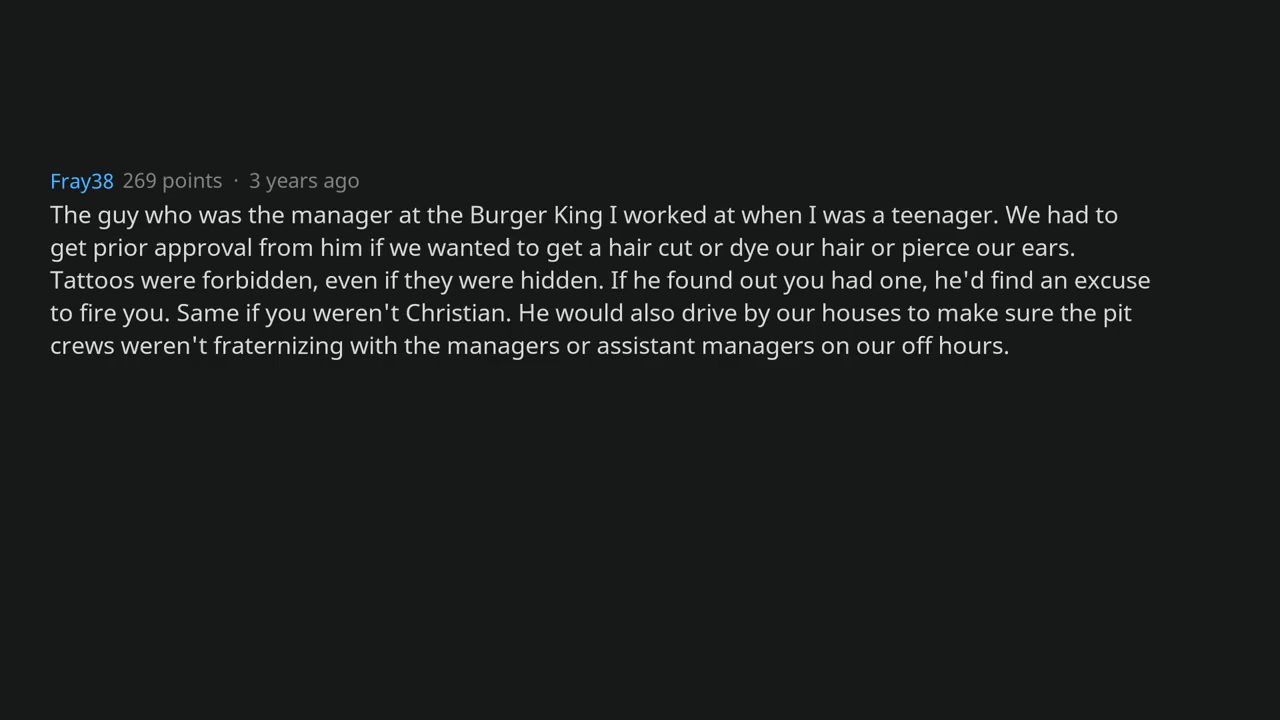 Fray38 269 points · 3 years ago
The guy who was the manager at the Burger King I worked at when I was a teenager. We had to
get prior approval from him if we wanted to get a hair cut or dye our hair or pierce our ears.
Tattoos were forbidden, even if they were hidden. If he found out you had one, he'd find an excuse
to fire you. Same if you weren't Christian. He would also drive by our houses to make sure the pit
crews weren't fraternizing with the managers or assistant managers on our off hours.